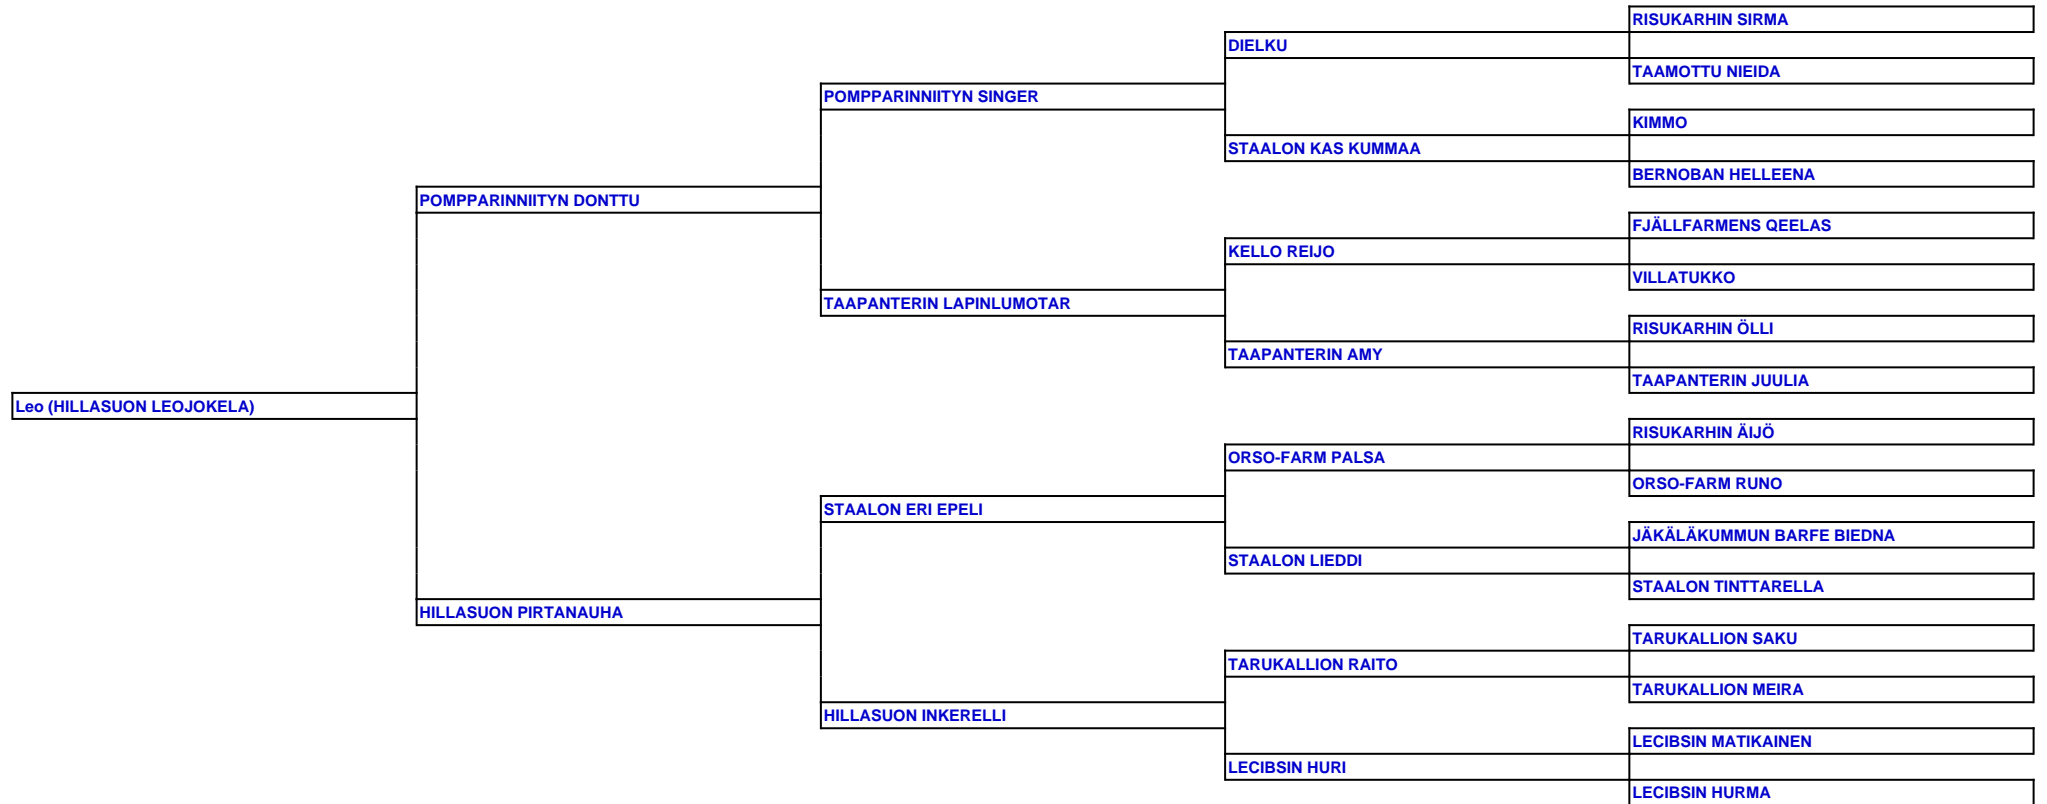 RISUKARHIN SIRMA
DIELKU
TAAMOTTU NIEIDA
POMPPARINNIITYN SINGER
KIMMO
STAALON KAS KUMMAA
BERNOBAN HELLEENA
POMPPARINNIITYN DONTTU
FJÄLLFARMENS QEELAS
KELLO REIJO
VILLATUKKO
TAAPANTERIN LAPINLUMOTAR
RISUKARHIN ÖLLI
TAAPANTERIN AMY
TAAPANTERIN JUULIA
Leo (HILLASUON LEOJOKELA)
RISUKARHIN ÄIJÖ
ORSO-FARM PALSA
ORSO-FARM RUNO
STAALON ERI EPELI
JÄKÄLÄKUMMUN BARFE BIEDNA
STAALON LIEDDI
STAALON TINTTARELLA
HILLASUON PIRTANAUHA
TARUKALLION SAKU
TARUKALLION RAITO
TARUKALLION MEIRA
HILLASUON INKERELLI
LECIBSIN MATIKAINEN
LECIBSIN HURI
LECIBSIN HURMA